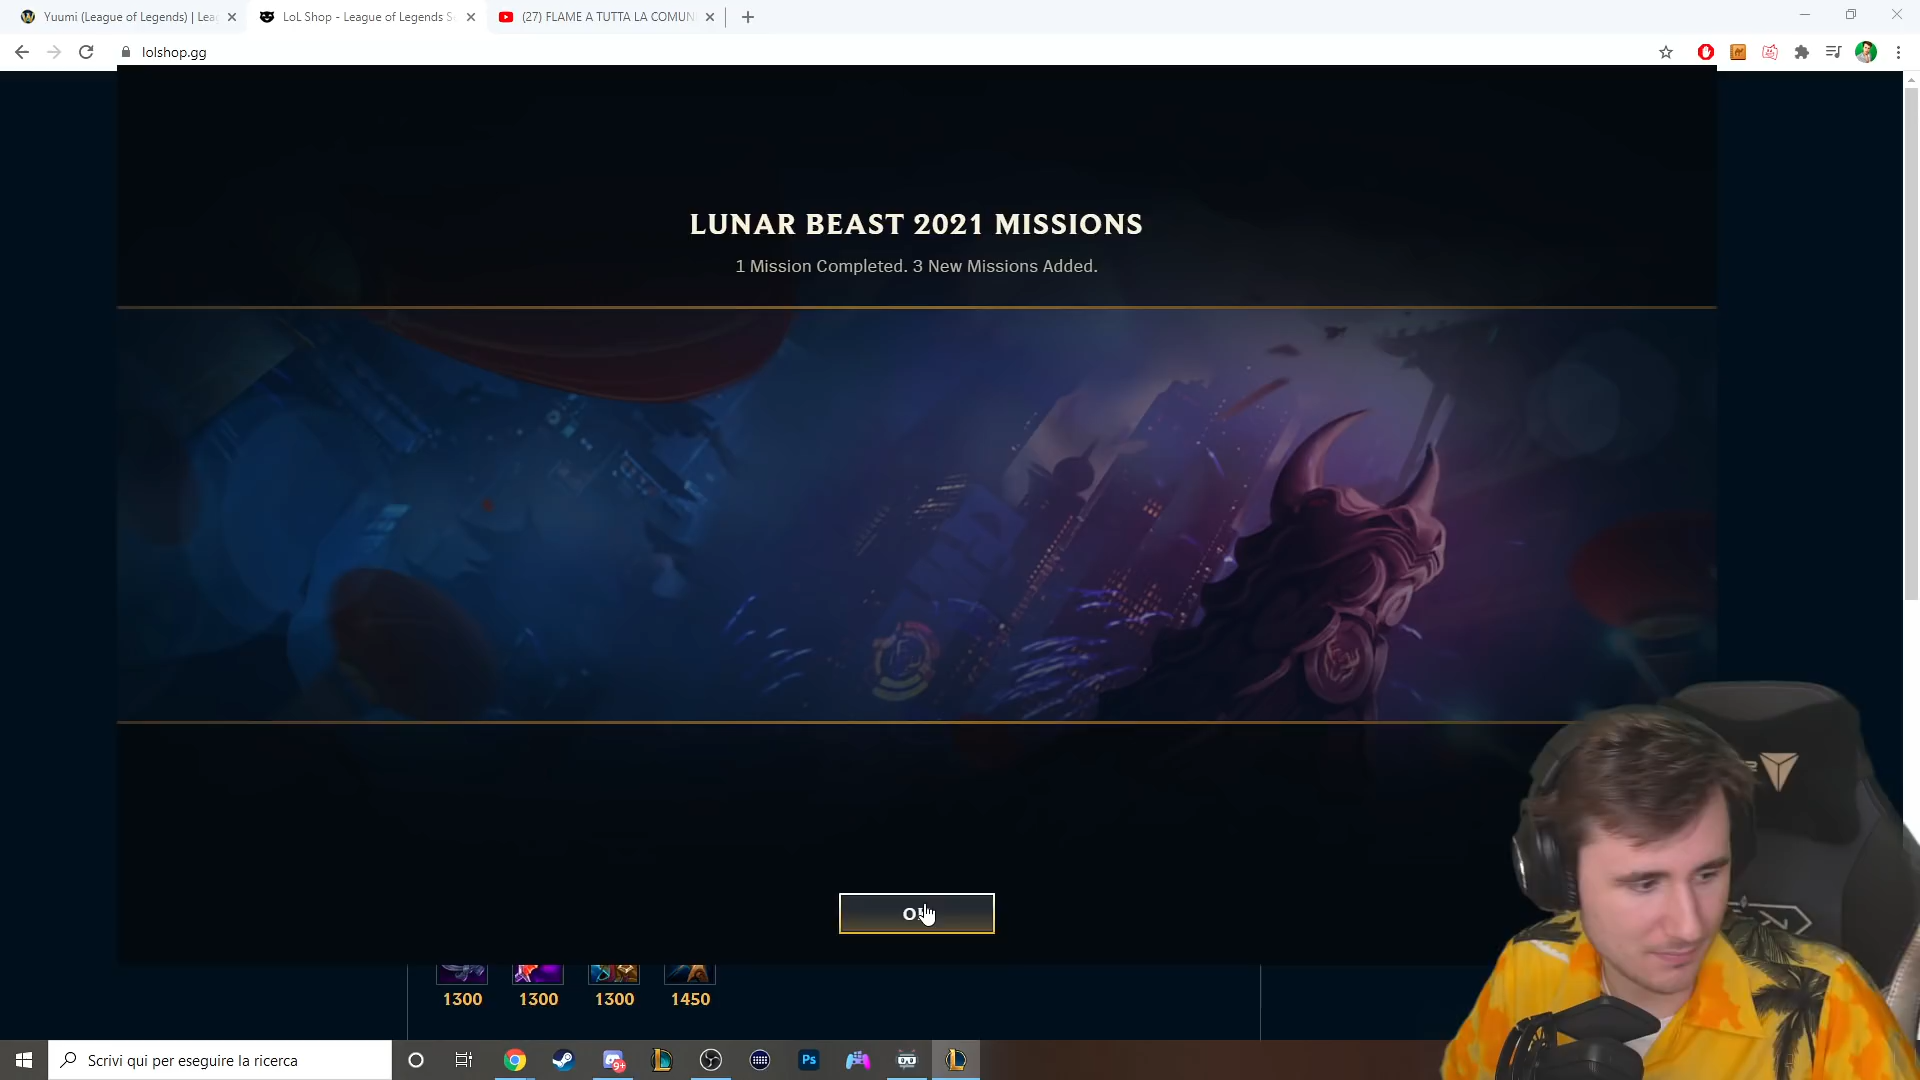 Yuumi (League of Legends) | Lea
LoL Shop - League of Legends S
(27) FLAME A TUTTA LA COMUN
lolshop.gg
LUNAR BEAST 2021 MISSIONS
1 Mission Completed. 3 New Missions Added.
1300
1300
1300
1450
Scrivi qui per eseguire la ricerca
9+
Ps